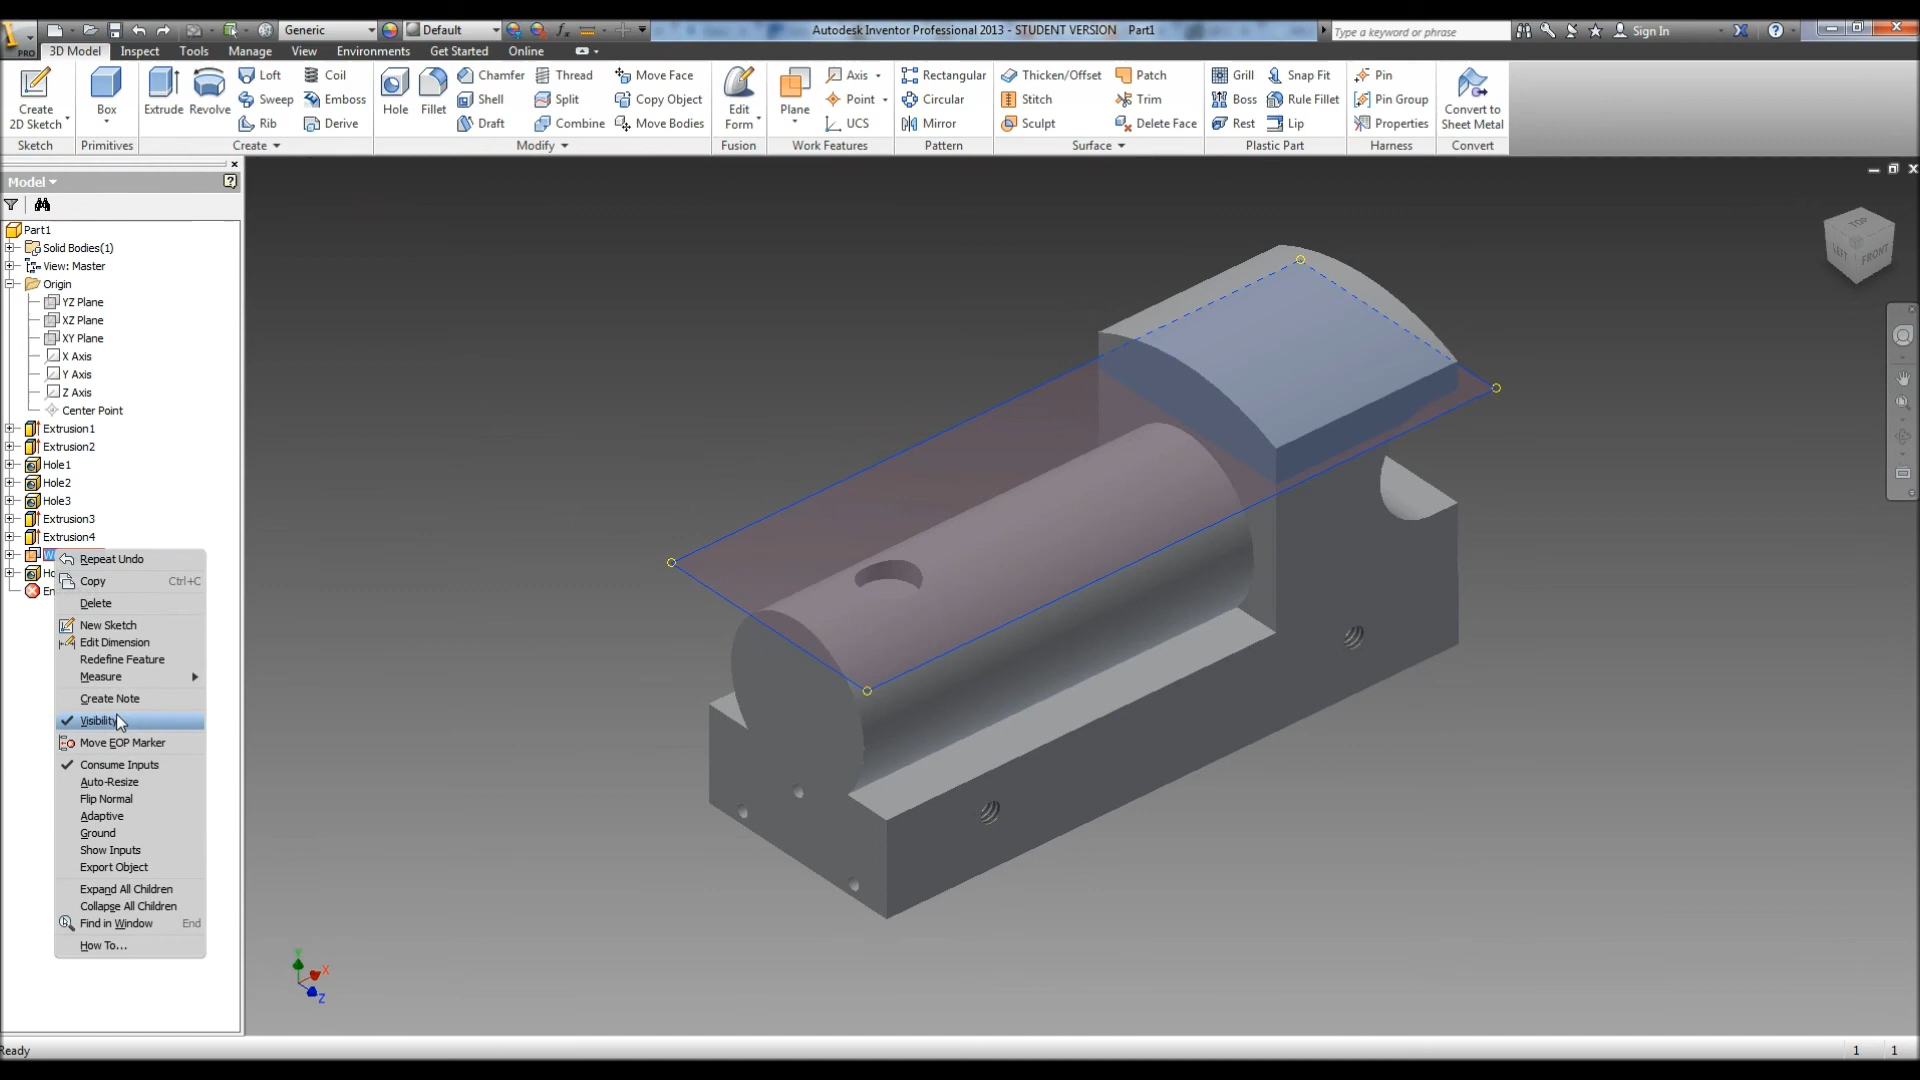 Generic
Default
Autodesk Inventor Professional 2013 - STUDENT VERSION Part1
Type a keyword or phrase
Sign In
PRO
3D Model Inspect Tools Manage View Environments Get Started Online
Create 2D Sketch
Box
Extrude
Revolve
Loft
Sweep
Rib
Coil
Emboss
Derive
Hole
Fillet
Chamfer
Shell
Draft
Thread
Split
Combine
Move Face
Copy Object
Move Bodies
Edit Form
Plane
Axis
Point
UCS
Rectangular
Circular
Mirror
Thicken/Offset
Stitch
Sculpt
Patch
Trim
Delete Face
Grill
Boss
Rest
Snap Fit
Rule Fillet
Lip
Pin
Pin Group
Properties
Convert to Sheet Metal
Sketch Primitives Create Modify Fusion Work Features Pattern Surface Plastic Part Harness Convert
Model
Part1
Solid Bodies(1)
View: Master
Origin
YZ Plane
XZ Plane
XY Plane
X Axis
Y Axis
Z Axis
Center Point
Extrusion1
Extrusion2
Hole1
Hole2
Hole3
Extrusion3
Extrusion4
W
Ho
En
Repeat Undo
Copy Ctrl+C
Delete
New Sketch
Edit Dimension
Redefine Feature
Measure
Create Note
Visibility
Move EOP Marker
Consume Inputs
Auto-Resize
Flip Normal
Adaptive
Ground
Show Inputs
Export Object
Expand All Children
Collapse All Children
Find in Window End
How To...
TOP
LEFT
FRONT
Y
X
Z
Ready
1 1